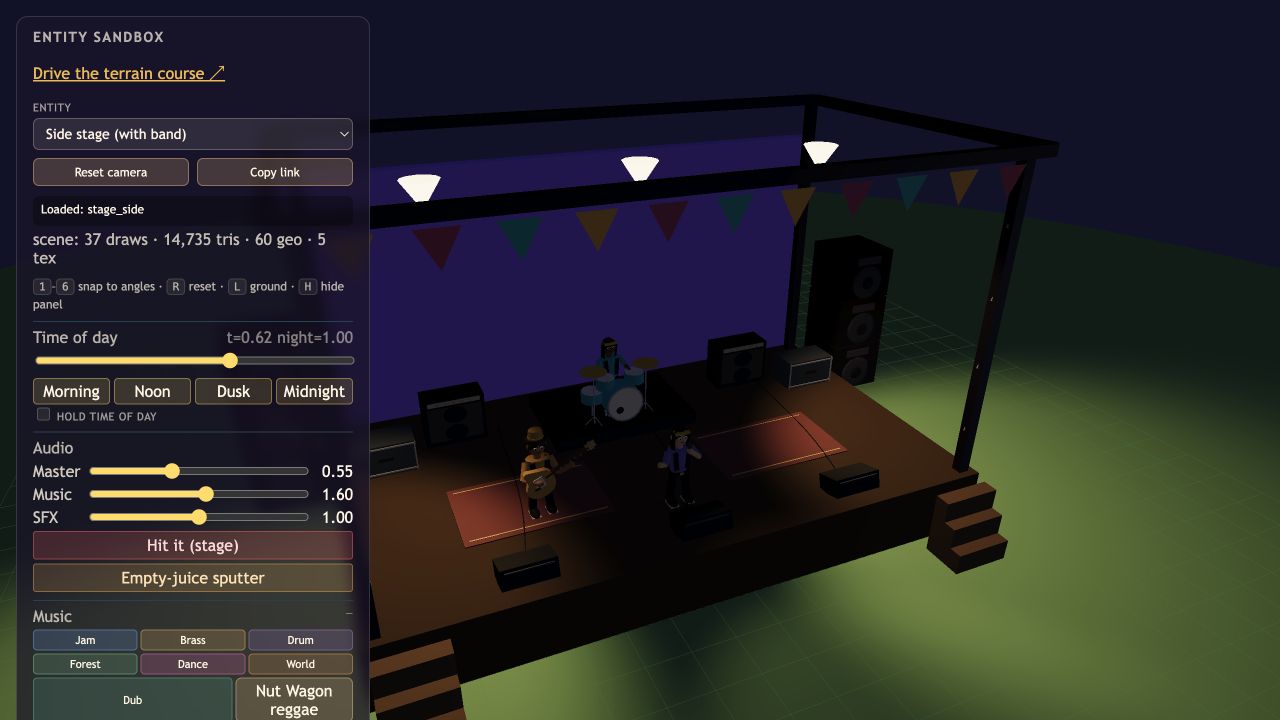 ENTITY SANDBOX
Drive the terrain course ↗
ENTITY
Side stage (with band)
Reset camera
Copy link
Loaded: stage_side
scene: 37 draws · 14,735 tris · 60 geo · 5
tex
1-6 snap to angles · R reset · L ground · H hide
panel
Time of day t=0.62 night=1.00
Morning Noon Dusk Midnight
HOLD TIME OF DAY
Audio
Master 0.55
Music 1.60
SFX 1.00
Hit it (stage)
Empty-juice sputter
Music –
Jam Brass Drum
Forest Dance World
Dub
Nut Wagon
reggae